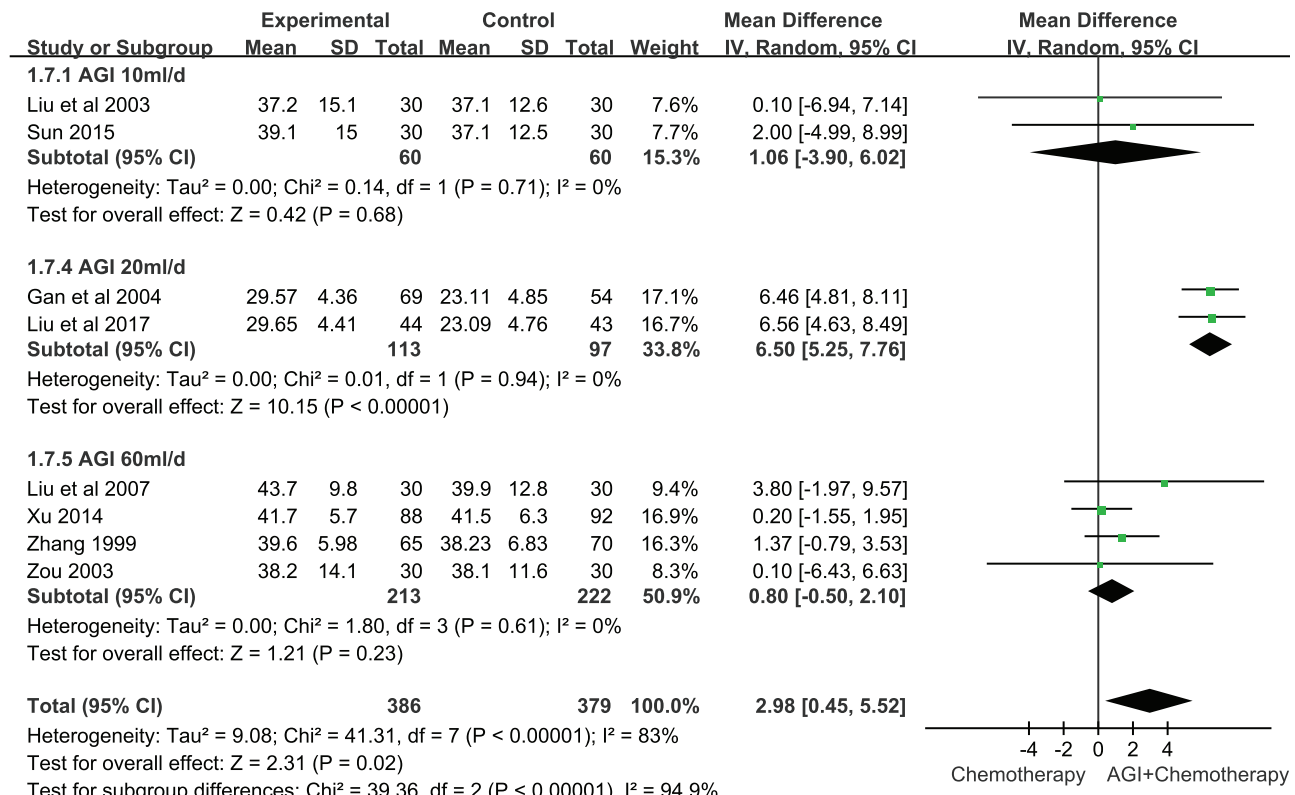 Experimental Control Mean Difference Mean Difference
Study or Subgroup Mean SD Total Mean SD Total Weight IV, Random, 95% CI IV, Random, 95% CI
1.7.1 AGI 10ml/d
Liu et al 2003 37.2 15.1 30 37.1 12.6 30 7.6% 0.10 [-6.94, 7.14]
Sun 2015 39.1 15 30 37.1 12.5 30 7.7% 2.00 [-4.99, 8.99]
Subtotal (95% CI) 60 60 15.3% 1.06 [-3.90, 6.02]
Heterogeneity: Tau² = 0.00; Chi² = 0.14, df = 1 (P = 0.71); I² = 0%
Test for overall effect: Z = 0.42 (P = 0.68)
1.7.4 AGI 20ml/d
Gan et al 2004 29.57 4.36 69 23.11 4.85 54 17.1% 6.46 [4.81, 8.11]
Liu et al 2017 29.65 4.41 44 23.09 4.76 43 16.7% 6.56 [4.63, 8.49]
Subtotal (95% CI) 113 97 33.8% 6.50 [5.25, 7.76]
Heterogeneity: Tau² = 0.00; Chi² = 0.01, df = 1 (P = 0.94); I² = 0%
Test for overall effect: Z = 10.15 (P < 0.00001)
1.7.5 AGI 60ml/d
Liu et al 2007 43.7 9.8 30 39.9 12.8 30 9.4% 3.80 [-1.97, 9.57]
Xu 2014 41.7 5.7 88 41.5 6.3 92 16.9% 0.20 [-1.55, 1.95]
Zhang 1999 39.6 5.98 65 38.23 6.83 70 16.3% 1.37 [-0.79, 3.53]
Zou 2003 38.2 14.1 30 38.1 11.6 30 8.3% 0.10 [-6.43, 6.63]
Subtotal (95% CI) 213 222 50.9% 0.80 [-0.50, 2.10]
Heterogeneity: Tau² = 0.00; Chi² = 1.80, df = 3 (P = 0.61); I² = 0%
Test for overall effect: Z = 1.21 (P = 0.23)
Total (95% CI) 386 379 100.0% 2.98 [0.45, 5.52]
Heterogeneity: Tau² = 9.08; Chi² = 41.31, df = 7 (P < 0.00001); I² = 83%
Test for overall effect: Z = 2.31 (P = 0.02)
Test for subgroup differences: Chi² = 39.36, df = 2 (P < 0.00001), I² = 94.9%
-4 -2 0 2 4
Chemotherapy AGI+Chemotherapy